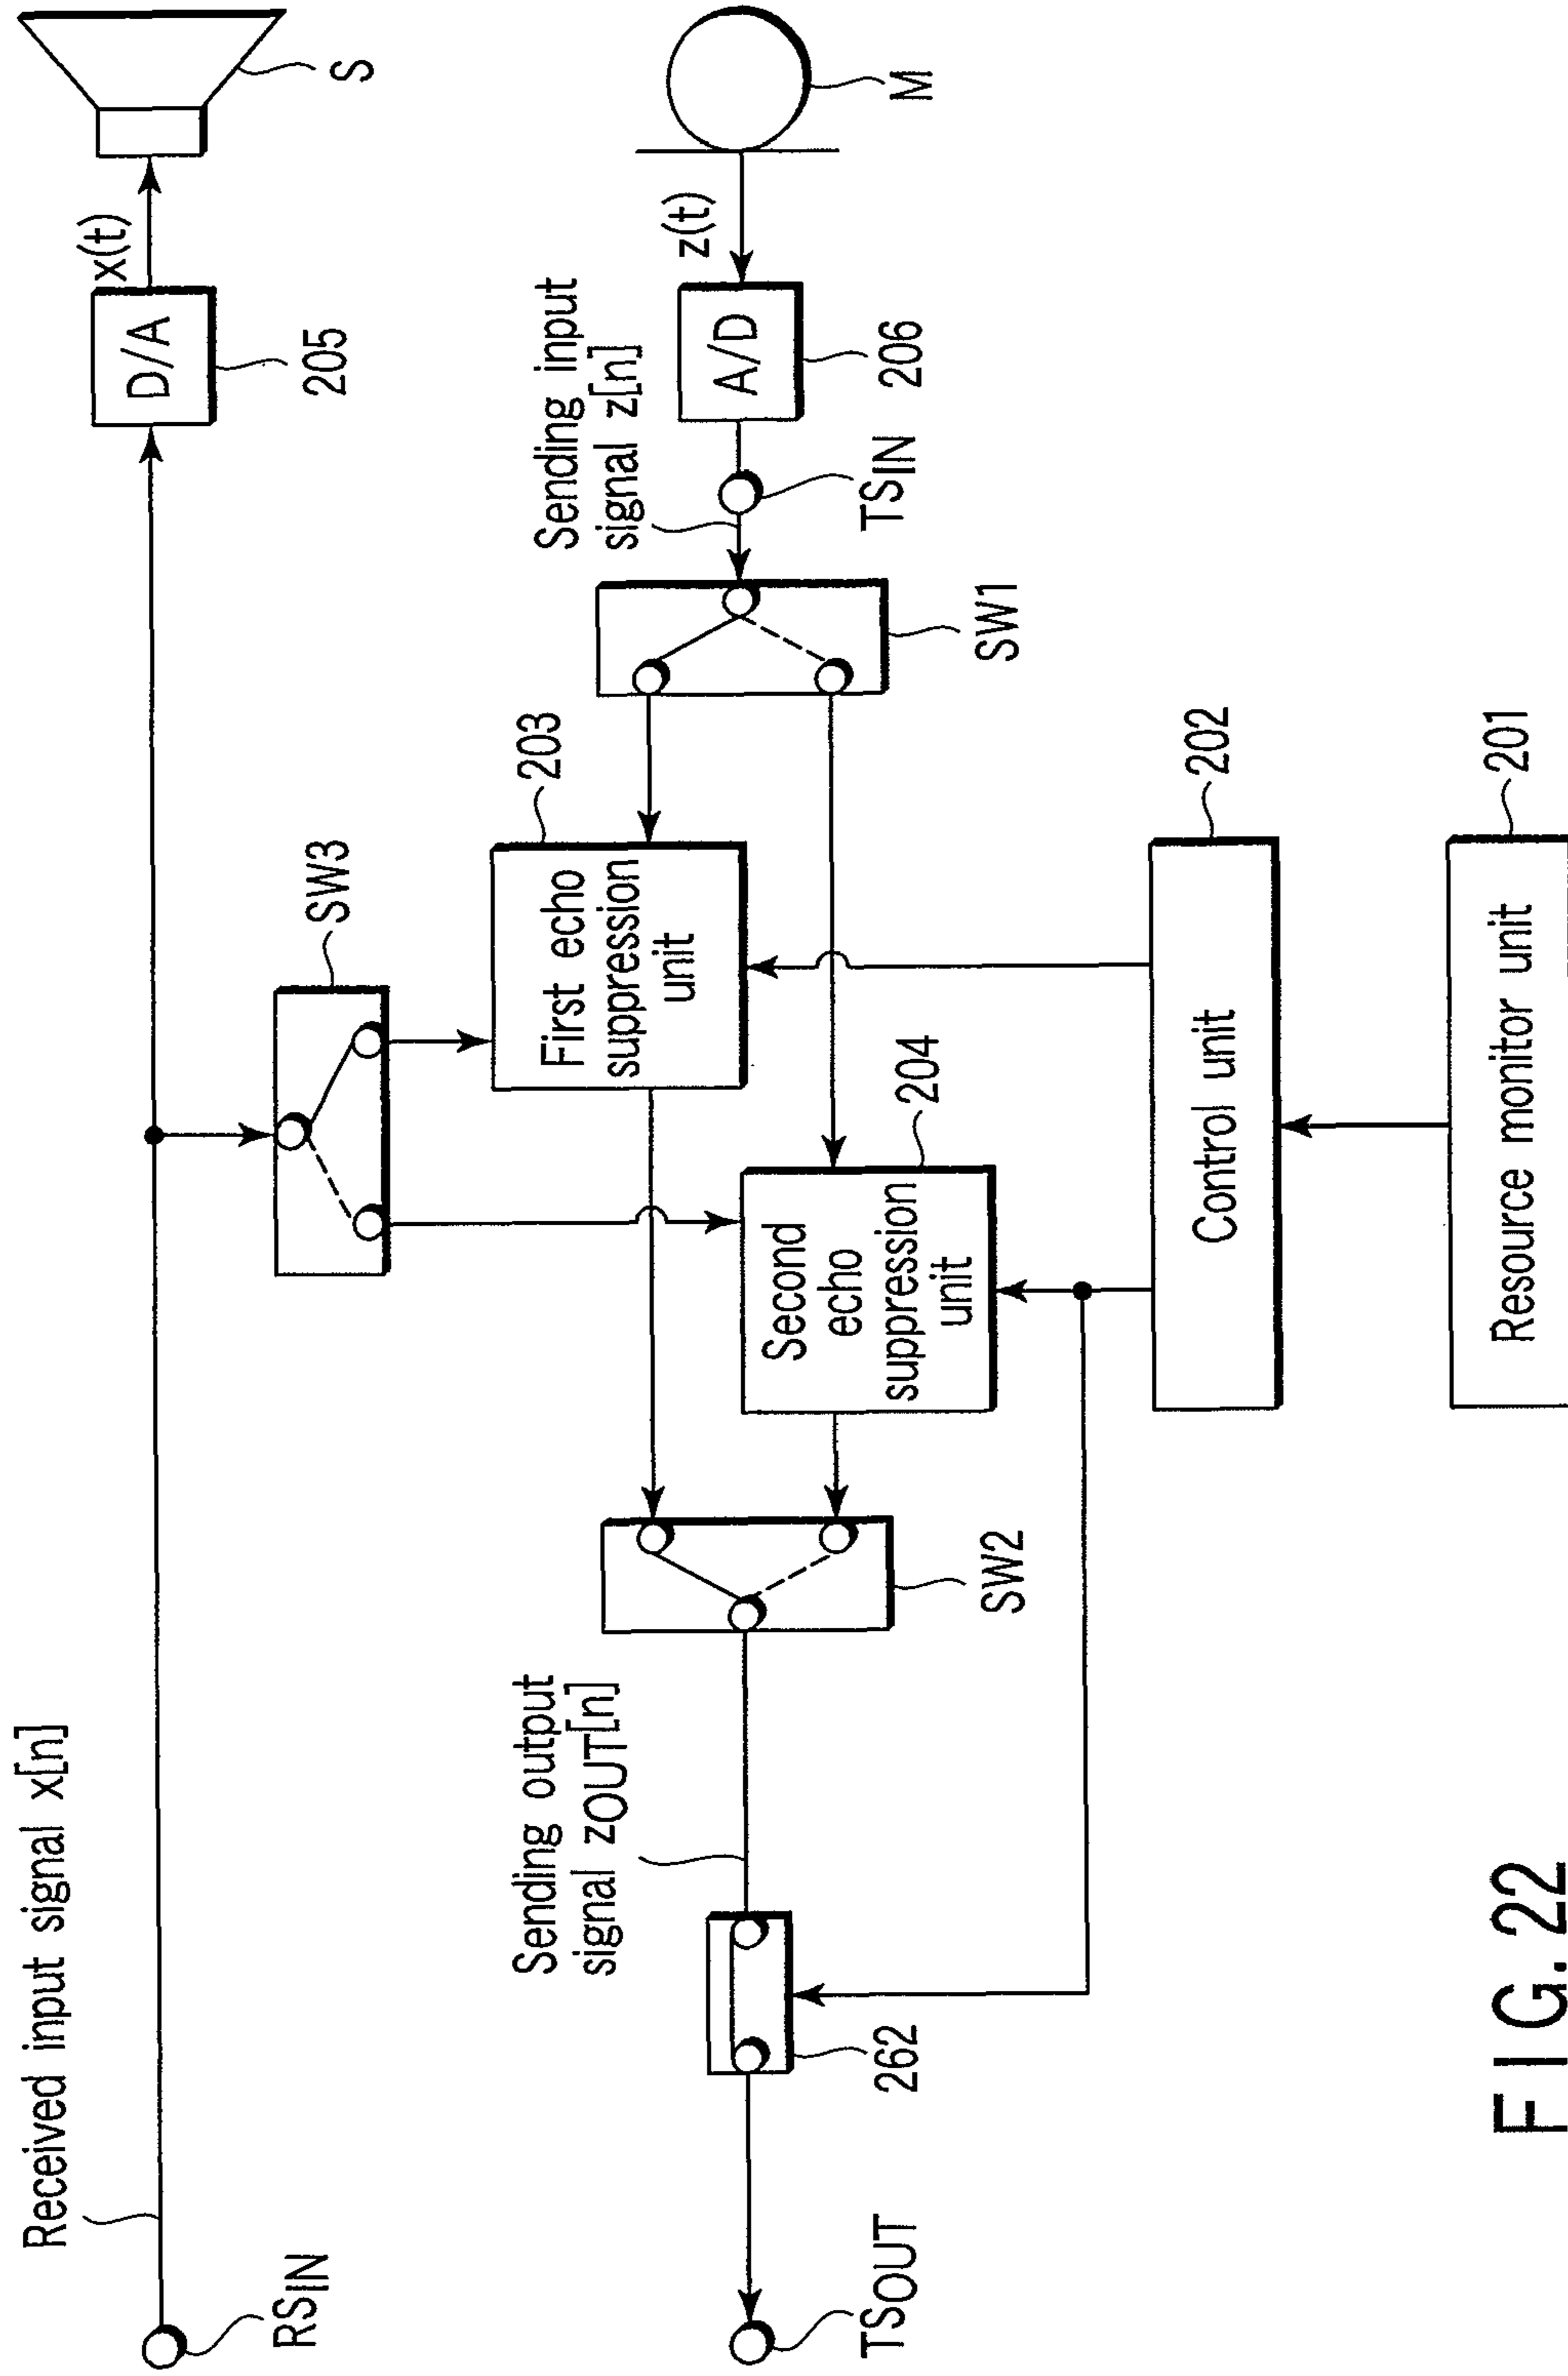 Received input signal x[n]
RSIN
D/A
x(t)
205
S
SW3
203
First echo
suppression
unit
Sending input
signal z[n]
A/D
z(t)
206
M
TSIN
SW1
Sending output
signal zOUT[n]
204
Second
echo
suppression
unit
SW2
262
TSOUT
202
Control unit
201
Resource monitor unit
FIG. 22